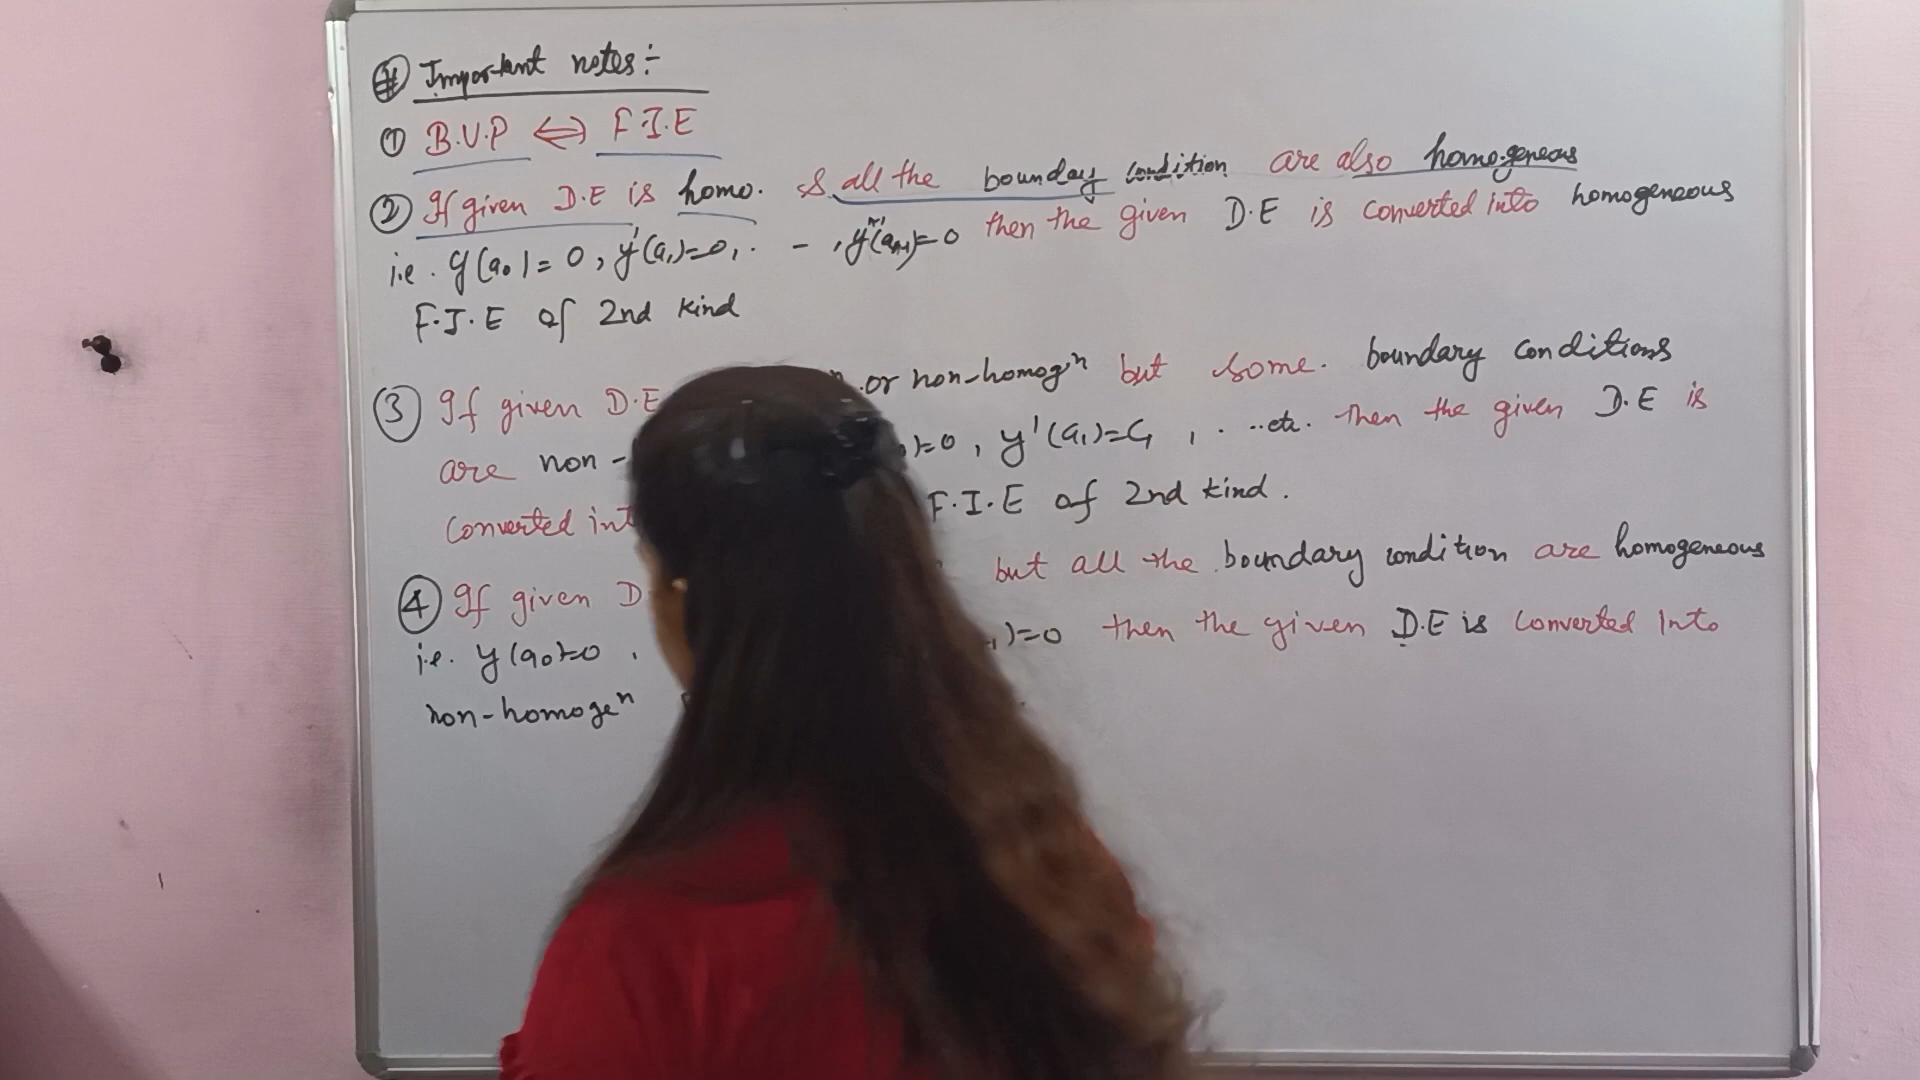 # Important notes:-
① B.V.P ⇔ F.I.E
② If given D.E is homo. & all the boundary condition are also homogeneous
i.e. y(a₀)=0, y'(a₁)=0, . - , yⁿ⁻¹(aₙ₋₁)=0 then the given D.E is converted into homogeneous
F.I.E of 2nd kind
③ If given D.E or non-homogⁿ but some. boundary conditions
are non- )=0, y'(a₁)=C₁, . ..etc. then the given D.E is
converted int F.I.E of 2nd kind.
④ If given D but all the boundary condition are homogeneous
i.e. y(a₀)=0, )=0 then the given D.E is converted Into
non-homogeⁿ